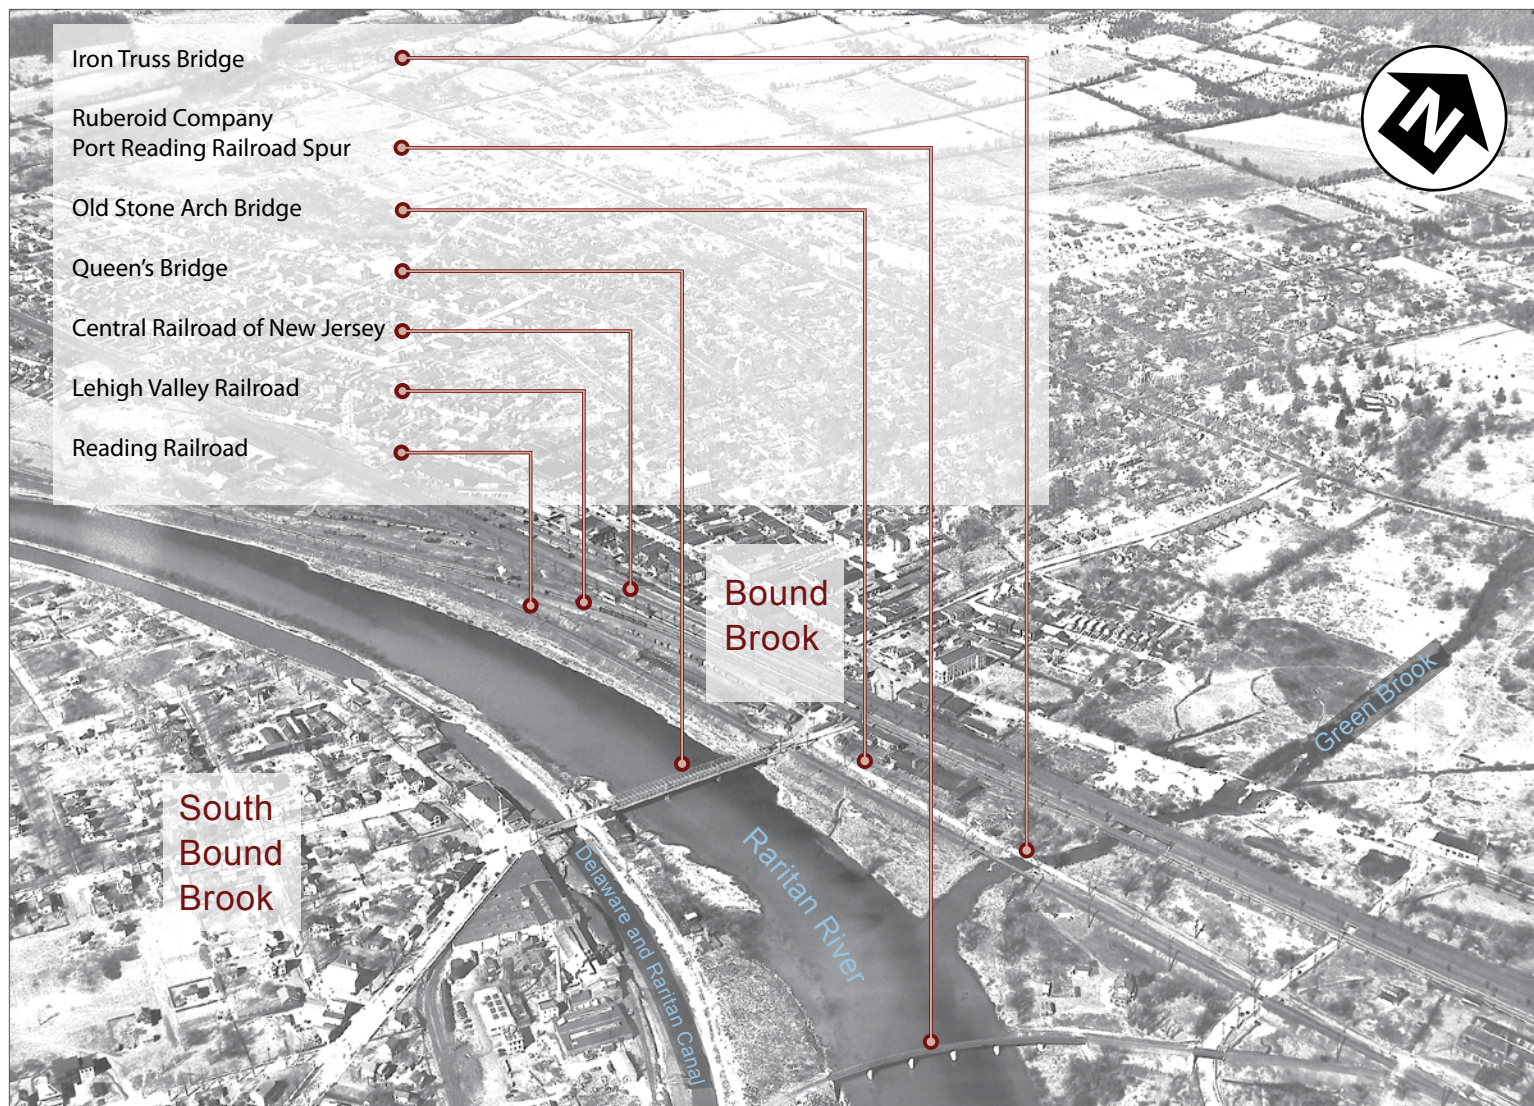 Iron Truss Bridge
Ruberoid Company
Port Reading Railroad Spur
Old Stone Arch Bridge
Queen's Bridge
Central Railroad of New Jersey
Lehigh Valley Railroad
Reading Railroad
N
Bound
Brook
Green Brook
South
Bound
Brook
Raritan River
Delaware and Raritan Canal